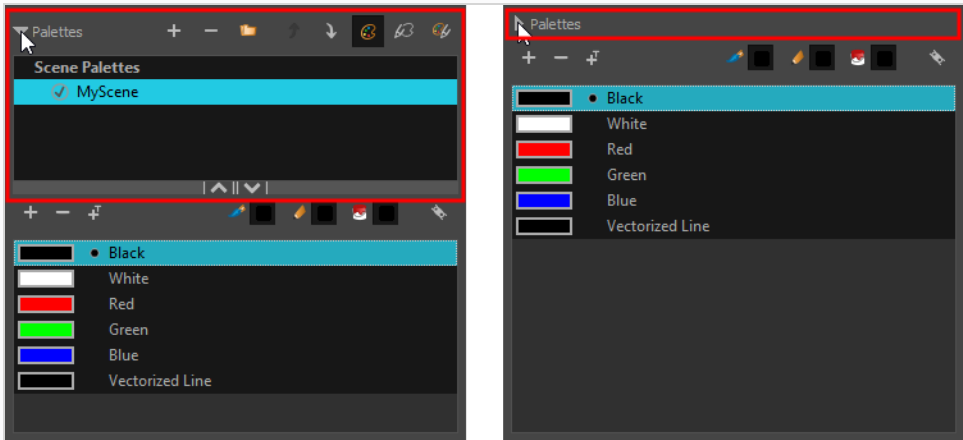 Palettes
Scene Palettes
MyScene
Black
White
Red
Green
Blue
Vectorized Line
Palettes
Black
White
Red
Green
Blue
Vectorized Line